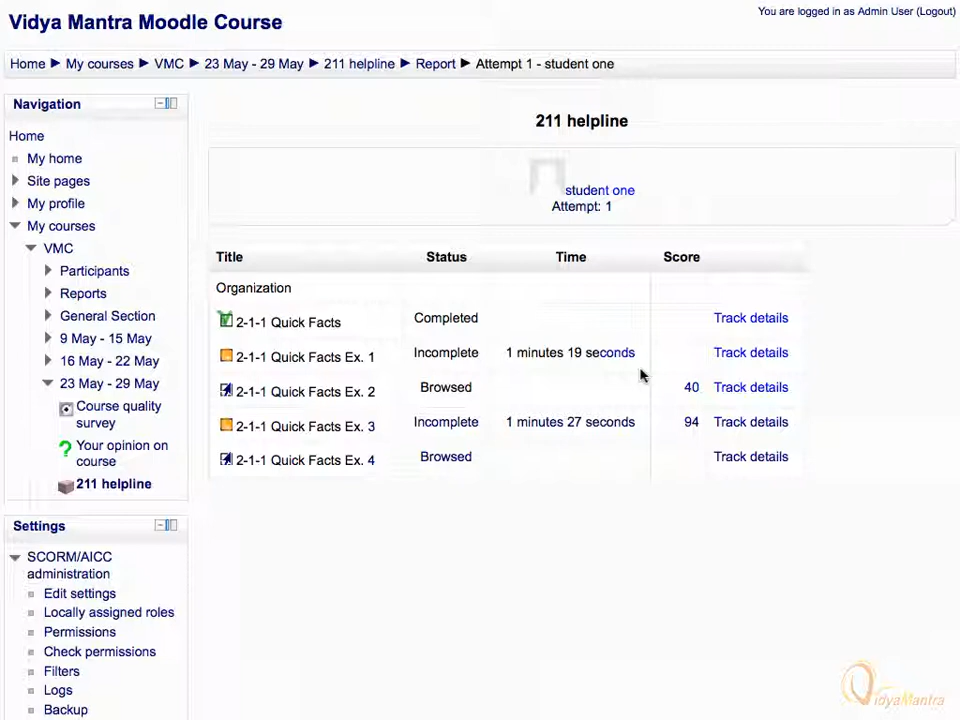 Vidya Mantra Moodle Course
You are logged in as Admin User (Logout)
Home ► My courses ► VMC ► 23 May - 29 May ► 211 helpline ► Report ► Attempt 1 - student one
Navigation
Home
My home
Site pages
My profile
My courses
VMC
Participants
Reports
General Section
9 May - 15 May
16 May - 22 May
23 May - 29 May
Course quality
survey
Your opinion on
course
211 helpline
Settings
SCORM/AICC
administration
Edit settings
Locally assigned roles
Permissions
Check permissions
Filters
Logs
Backup
211 helpline
student one
Attempt: 1
Title Status Time Score
Organization
2-1-1 Quick Facts Completed Track details
2-1-1 Quick Facts Ex. 1 Incomplete 1 minutes 19 seconds Track details
2-1-1 Quick Facts Ex. 2 Browsed 40 Track details
2-1-1 Quick Facts Ex. 3 Incomplete 1 minutes 27 seconds 94 Track details
2-1-1 Quick Facts Ex. 4 Browsed Track details
VidyaMantra